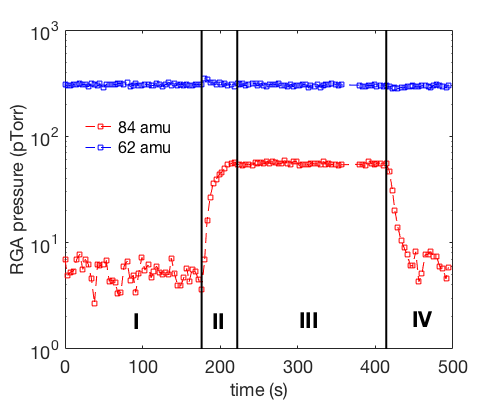 10^3
10^2
10^1
10^0
RGA pressure (pTorr)
84 amu
62 amu
I II III IV
0 100 200 300 400 500
time (s)